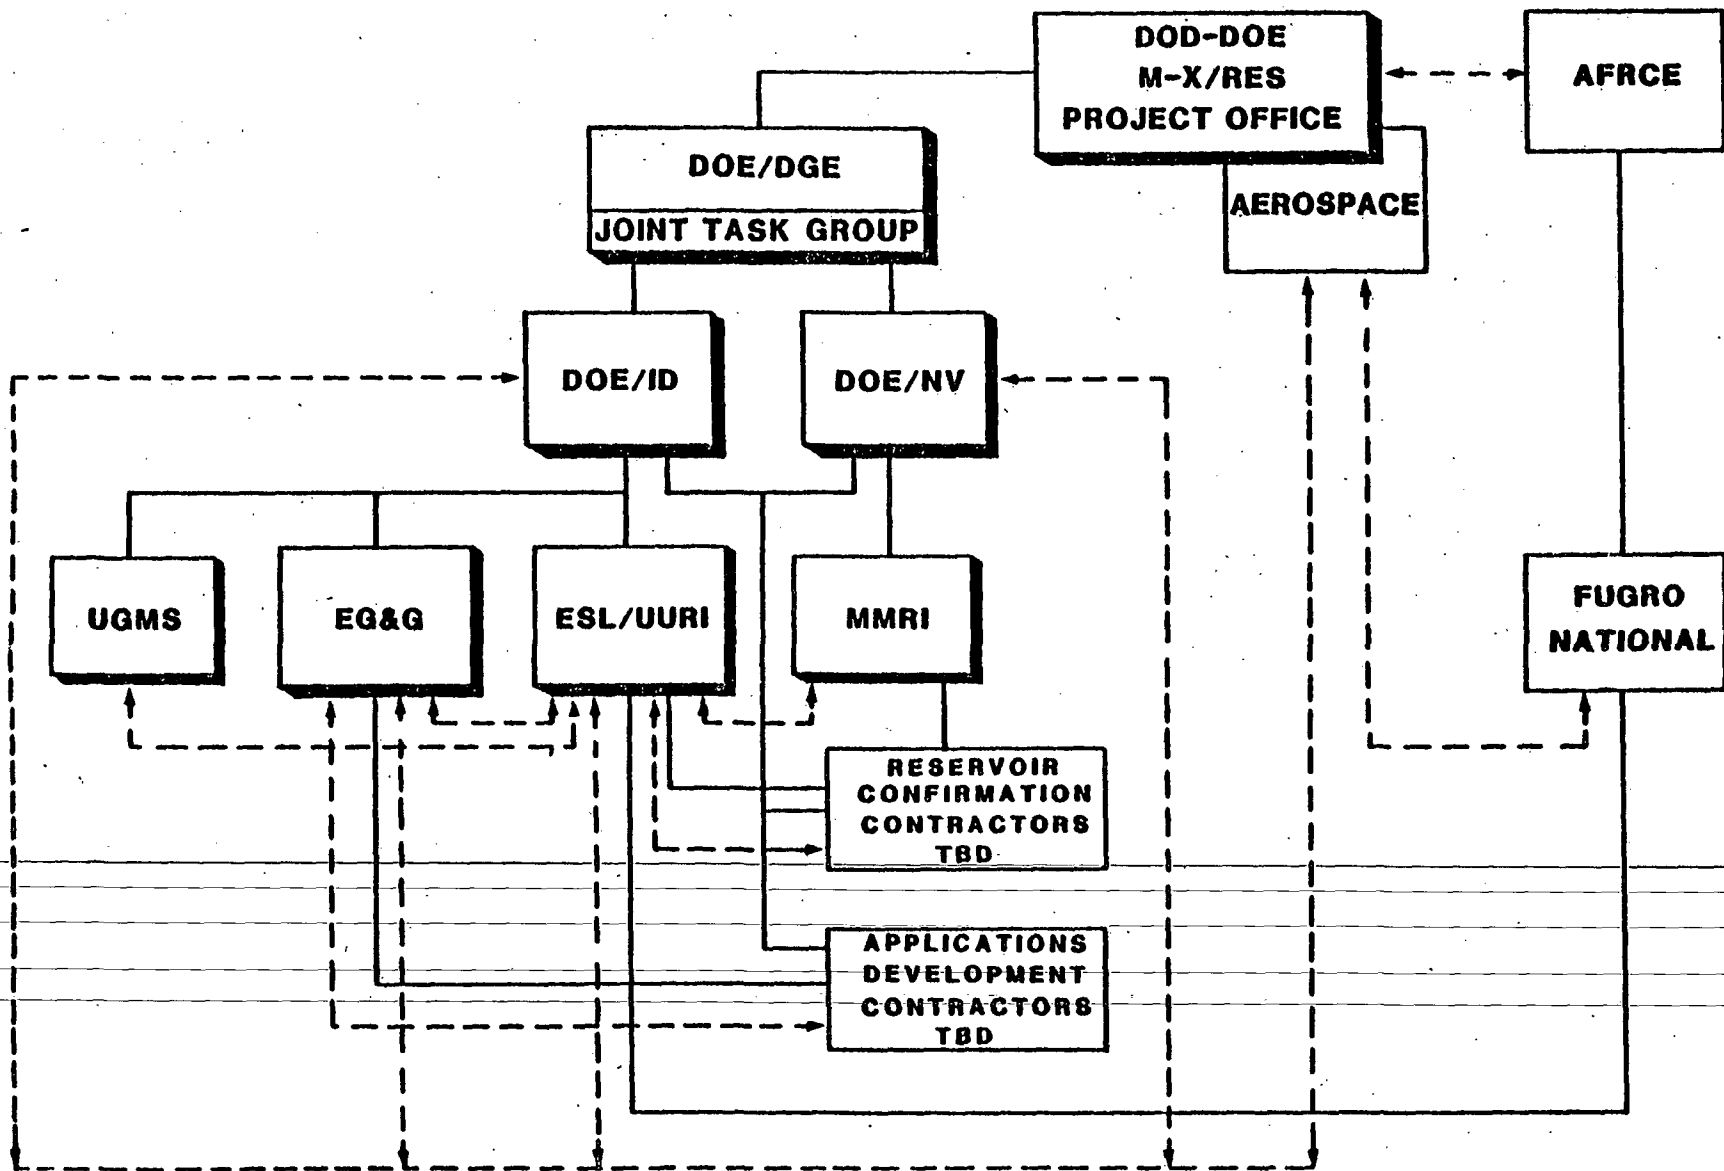 DOD-DOE
M-X/RES
PROJECT OFFICE
AFRCE
DOE/DGE
JOINT TASK GROUP
AEROSPACE
DOE/ID
DOE/NV
UGMS
EG&G
ESL/UURI
MMRI
FUGRO
NATIONAL
RESERVOIR
CONFIRMATION
CONTRACTORS
TBD
APPLICATIONS
DEVELOPMENT
CONTRACTORS
TBD